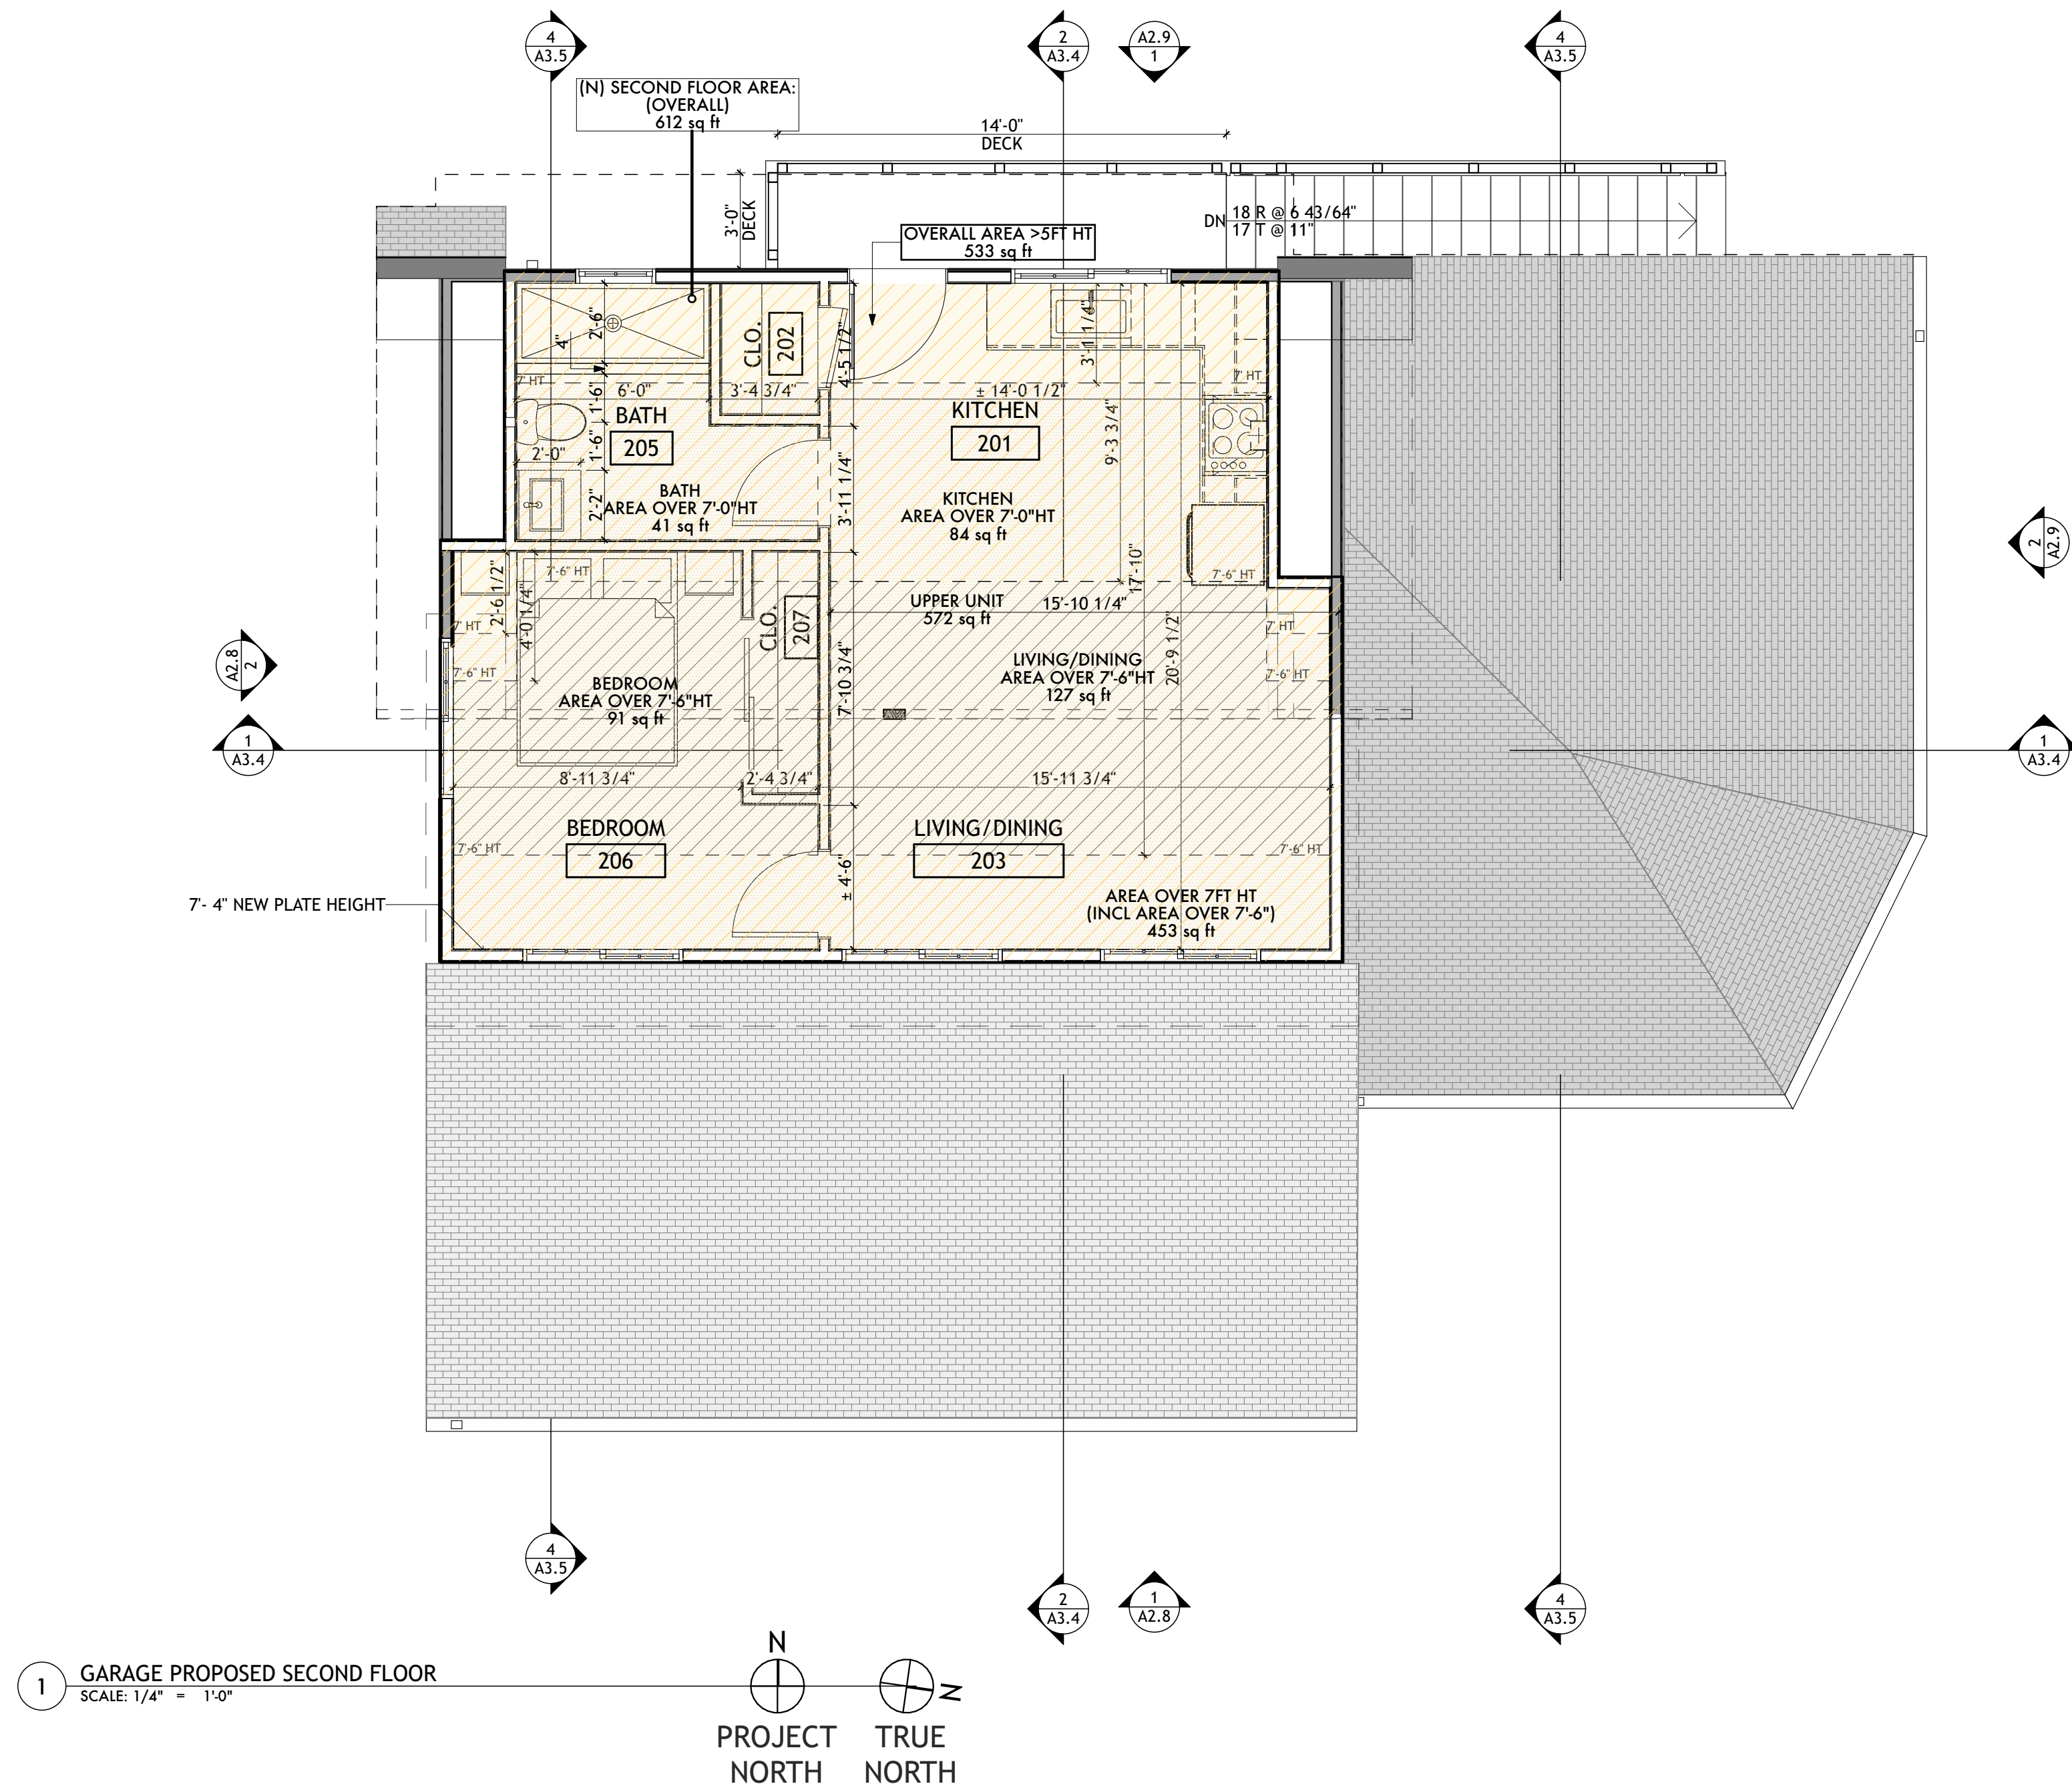 4
A3.5
2
A3.4
A2.9
1
4
A3.5
(N) SECOND FLOOR AREA:
(OVERALL)
612 sq ft
14'-0"
DECK
3'-0"
DECK
DN
18 R @ 6 43/64"
17 T @ 11"
OVERALL AREA >5FT HT
533 sq ft
2'-6"
4"
CLO.
202
4'-5 1/2"
3'-1 1/4"
7' HT
6'-0"
3'-4 3/4"
± 14'-0 1/2"
7' HT
1'-6"
BATH
205
KITCHEN
201
9'-3 3/4"
1'-6"
2'-0"
2'-2"
BATH
AREA OVER 7'-0"HT
41 sq ft
3'-11 1/4"
KITCHEN
AREA OVER 7'-0"HT
84 sq ft
2
A2.9
7'-6" HT
17'-10"
7'-6" HT
2'-6 1/2"
4'-0 1/4"
CLO.
207
UPPER UNIT
572 sq ft
15'-10 1/4"
20'-9 1/2"
7' HT
7' HT
A2.8
2
7'-6" HT
BEDROOM
AREA OVER 7'-6"HT
91 sq ft
7'-10 3/4"
LIVING/DINING
AREA OVER 7'-6"HT
127 sq ft
7'-6" HT
1
A3.4
1
A3.4
8'-11 3/4"
2'-4 3/4"
15'-11 3/4"
BEDROOM
206
LIVING/DINING
203
7'-6" HT
7'-6" HT
± 4'-6"
7'- 4" NEW PLATE HEIGHT
AREA OVER 7FT HT
(INCL AREA OVER 7'-6")
453 sq ft
4
A3.5
2
A3.4
1
A2.8
4
A3.5
1
GARAGE PROPOSED SECOND FLOOR
SCALE: 1/4" = 1'-0"
N
PROJECT
NORTH
N
TRUE
NORTH